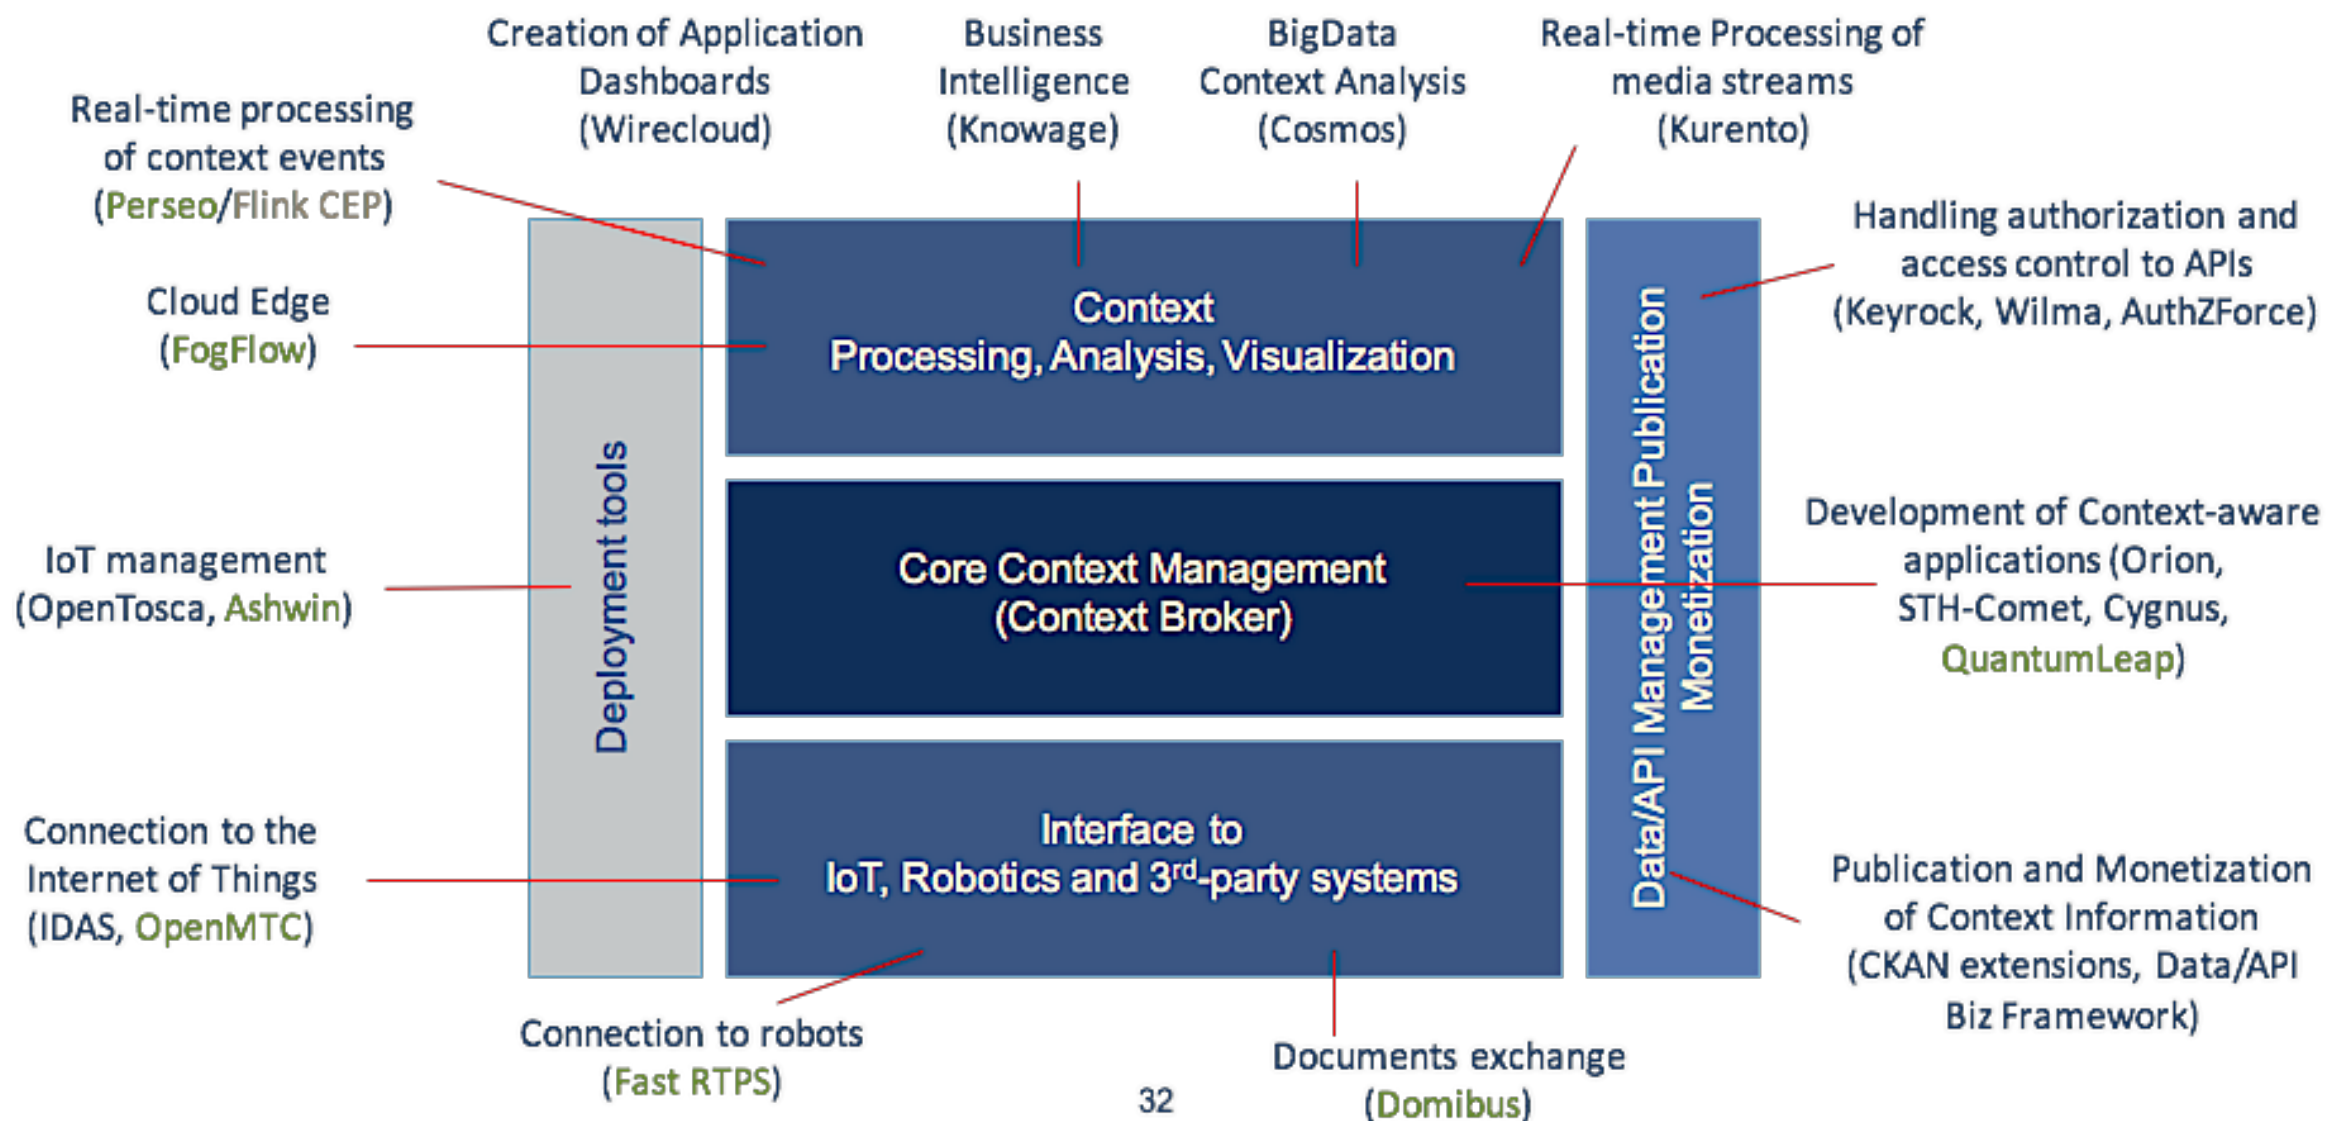 Creation of Application
Dashboards
(Wirecloud)
Business
Intelligence
(Knowage)
BigData
Context Analysis
(Cosmos)
Real-time Processing of
media streams
(Kurento)
Real-time processing
of context events
(Perseo/Flink CEP)
Cloud Edge
(FogFlow)
IoT management
(OpenTosca, Ashwin)
Connection to the
Internet of Things
(IDAS, OpenMTC)
Deployment tools
Context
Processing, Analysis, Visualization
Core Context Management
(Context Broker)
Interface to
IoT, Robotics and 3rd-party systems
Data/API Management Publication
Monetization
Handling authorization and
access control to APIs
(Keyrock, Wilma, AuthZForce)
Development of Context-aware
applications (Orion,
STH-Comet, Cygnus,
QuantumLeap)
Publication and Monetization
of Context Information
(CKAN extensions, Data/API
Biz Framework)
Connection to robots
(Fast RTPS)
32
Documents exchange
(Domibus)